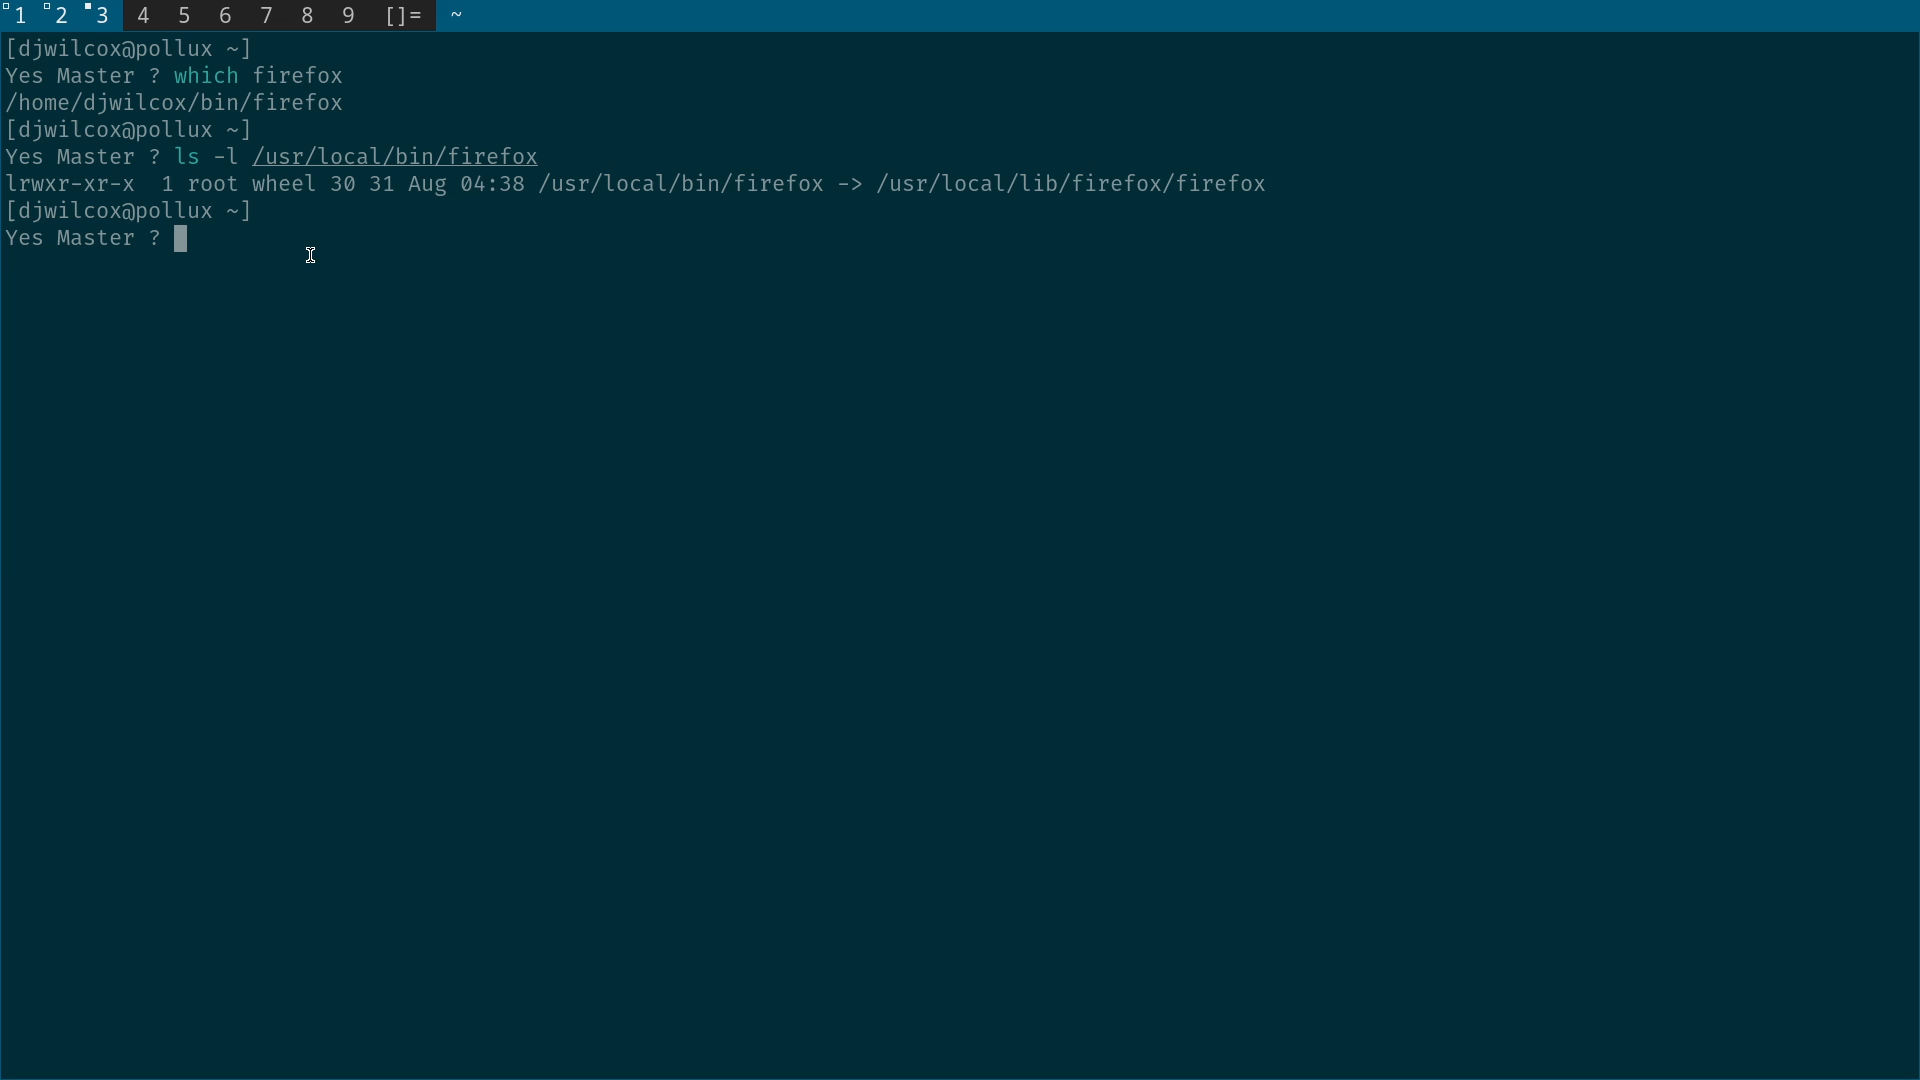 1 2 3 4 5 6 7 8 9 []= ~
[djwilcox@pollux ~]
Yes Master ? which firefox
/home/djwilcox/bin/firefox
[djwilcox@pollux ~]
Yes Master ? ls -l /usr/local/bin/firefox
lrwxr-xr-x  1 root wheel 30 31 Aug 04:38 /usr/local/bin/firefox -> /usr/local/lib/firefox/firefox
[djwilcox@pollux ~]
Yes Master ?